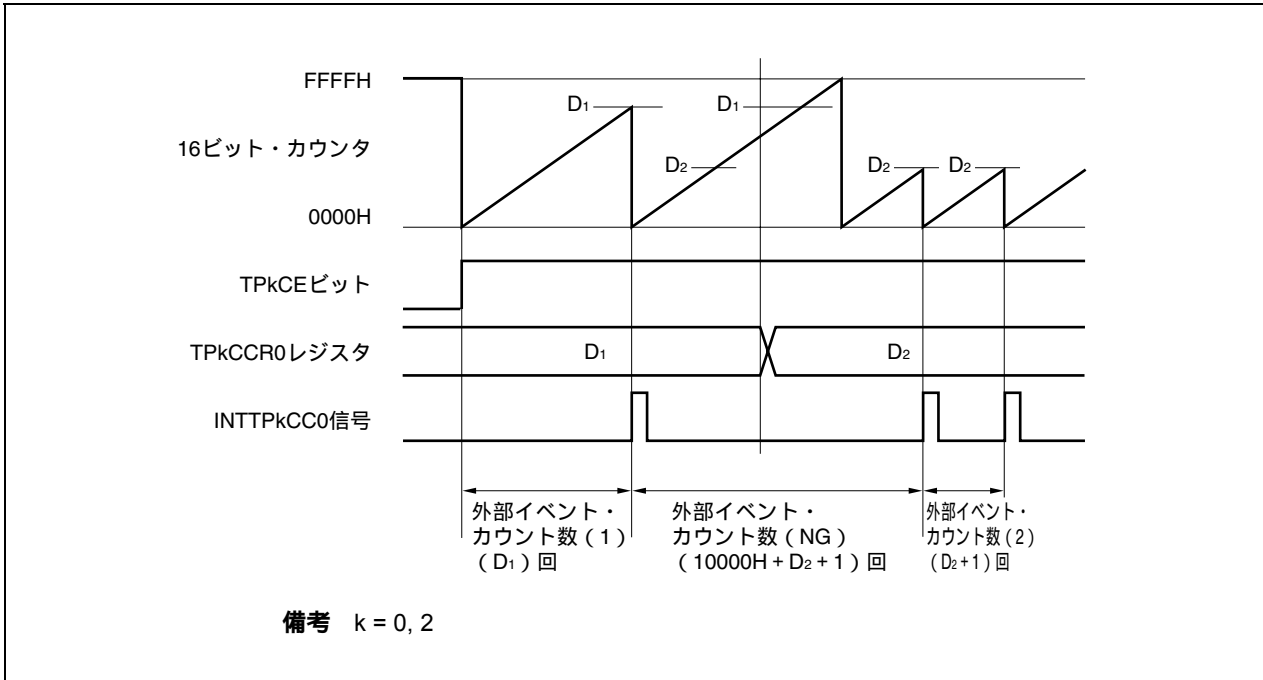 FFFFH
D1
D1
16ビット・カウンタ
D2
D2
D2
0000H
TPkCEビット
TPkCCR0レジスタ
D1
D2
INTTPkCC0信号
外部イベント・
カウント数（1）
（D1）回
外部イベント・
カウント数（NG）
（10000H + D2 + 1）回
外部イベント・
カウント数（2）
（D2+1）回
備考 k = 0, 2